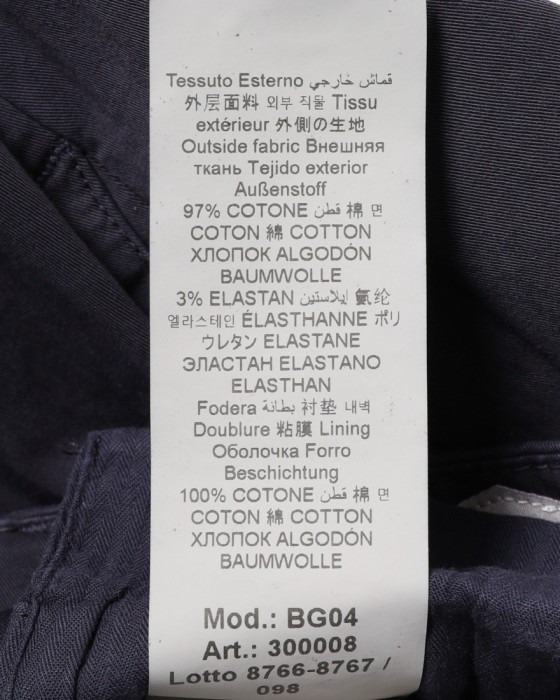 Tessuto Esterno قماش خارجي
外层面料 외부 직물 Tissu
extérieur 外側の生地
Outside fabric Внешняя
ткань Tejido exterior
Außenstoff
97% COTONE قطن 棉 면
COTON 綿 COTTON
ХЛОПОК ALGODÓN
BAUMWOLLE
3% ELASTAN إيلاستين 氨纶
엘라스테인 ÉLASTHANNE ポリ
ウレタン ELASTANE
ЭЛАСТАН ELASTANO
ELASTHAN
Fodera بطانة 衬垫 내벽
Doublure 粘膜 Lining
Оболочка Forro
Beschichtung
100% COTONE قطن 棉 면
COTON 綿 COTTON
ХЛОПОК ALGODÓN
BAUMWOLLE
Mod.: BG04
Art.: 300008
Lotto 8766-8767 /
098